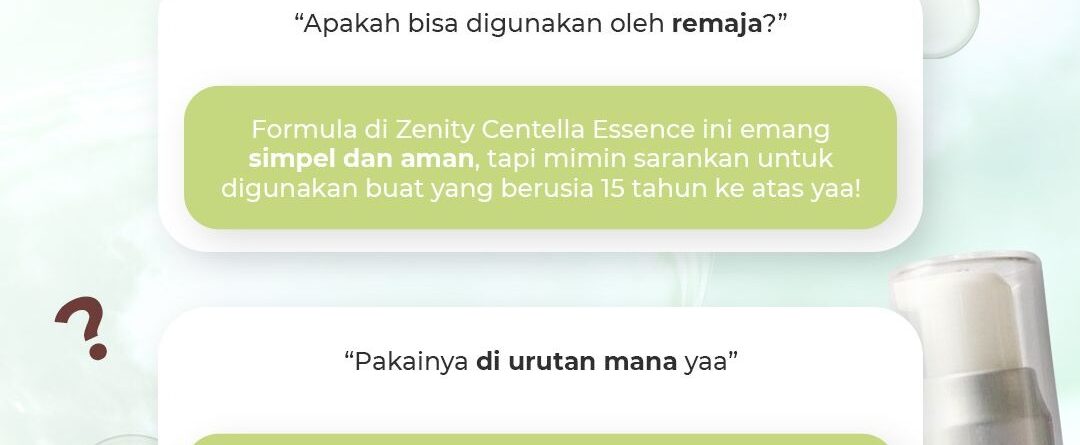 “Apakah bisa digunakan oleh remaja?”
Formula di Zenity Centella Essence ini emang
simpel dan aman, tapi mimin sarankan untuk
digunakan buat yang berusia 15 tahun ke atas yaa!
?
“Pakainya di urutan mana yaa”